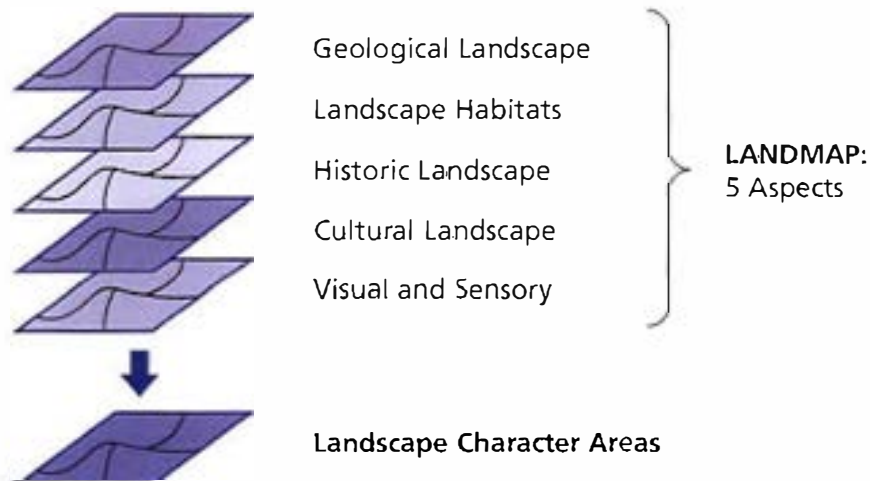 Geological Landscape
Landscape Habitats
Historic Landscape
Cultural Landscape
Visual and Sensory
LANDMAP:
5 Aspects
Landscape Character Areas